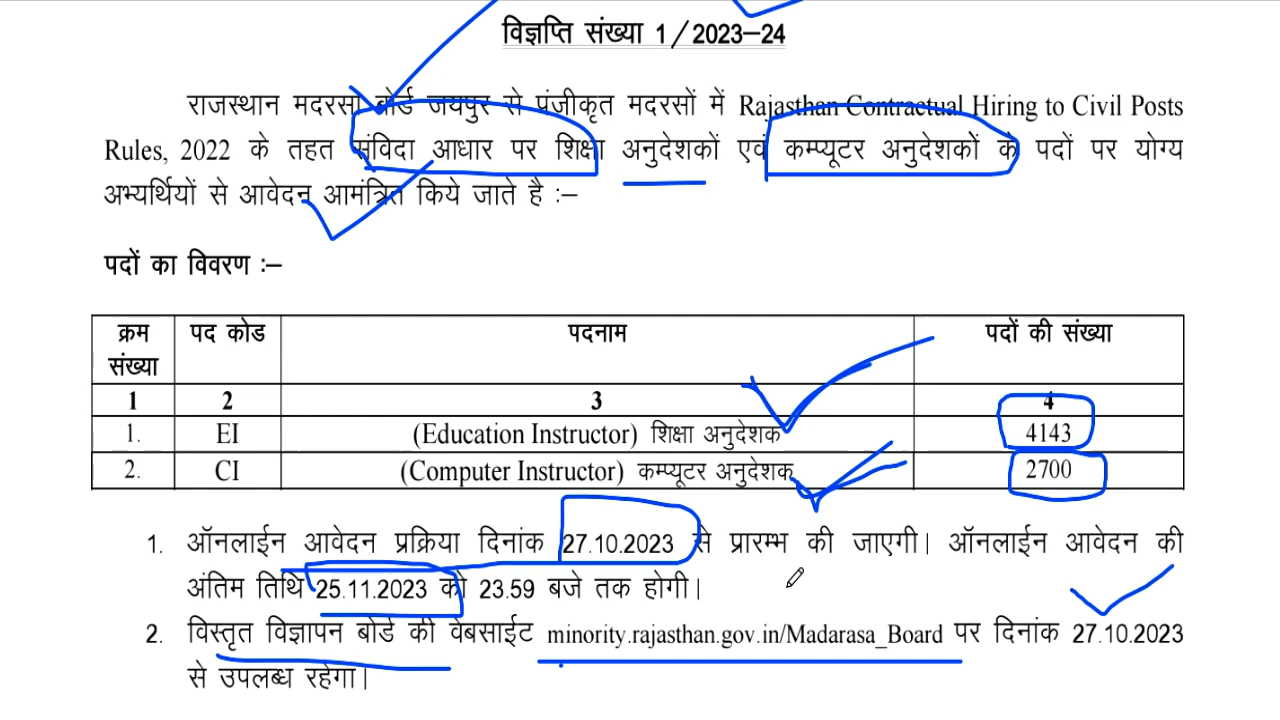 विज्ञप्ति संख्या 1/2023–24
राजस्थान मदरसा बोर्ड जयपुर से पंजीकृत मदरसों में Rajasthan Contractual Hiring to Civil Posts
Rules, 2022 के तहत संविदा आधार पर शिक्षा अनुदेशकों एवं कम्प्यूटर अनुदेशकों के पदों पर योग्य
अभ्यर्थियों से आवेदन आमंत्रित किये जाते है :–
पदों का विवरण :–
क्रम संख्या पद कोड पदनाम पदों की संख्या
1 2 3 4
1. EI (Education Instructor) शिक्षा अनुदेशक 4143
2. CI (Computer Instructor) कम्प्यूटर अनुदेशक 2700
1. ऑनलाईन आवेदन प्रक्रिया दिनांक 27.10.2023 से प्रारम्भ की जाएगी। ऑनलाईन आवेदन की
अंतिम तिथि 25.11.2023 को 23.59 बजे तक होगी।
2. विस्तृत विज्ञापन बोर्ड की वेबसाईट minority.rajasthan.gov.in/Madarasa_Board पर दिनांक 27.10.2023
से उपलब्ध रहेगा।